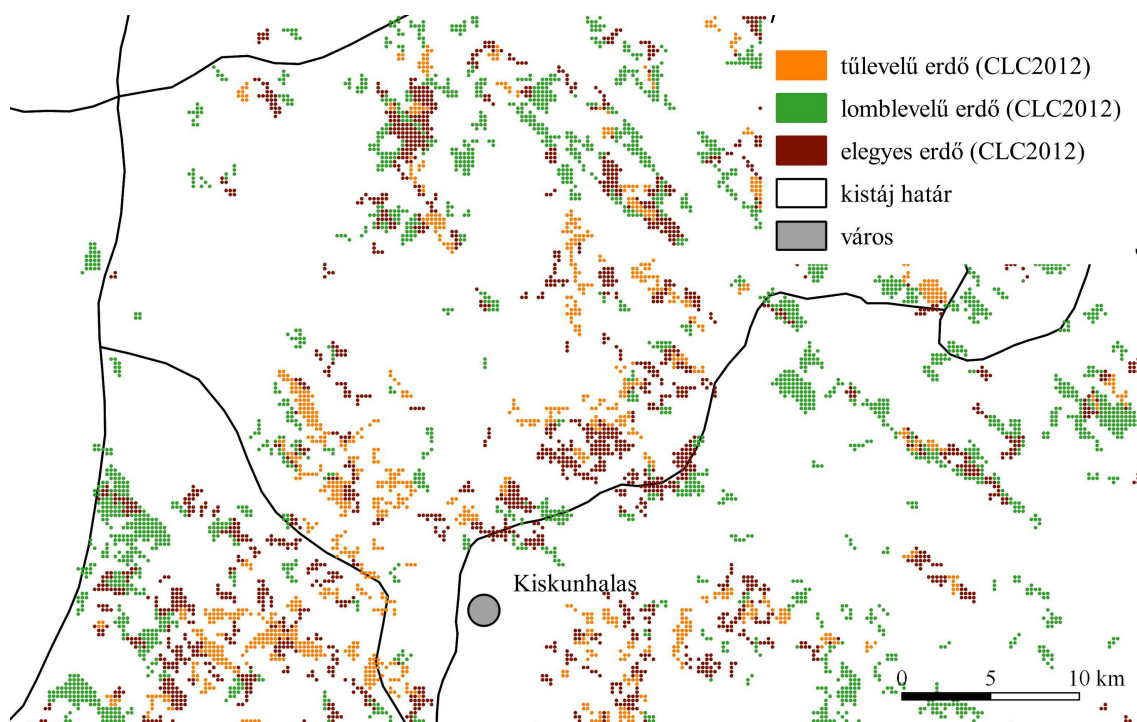 tűlevelű erdő (CLC2012)
lomblevelű erdő (CLC2012)
elegyes erdő (CLC2012)
kistáj határ
város
Kiskunhalas
0 5 10 km